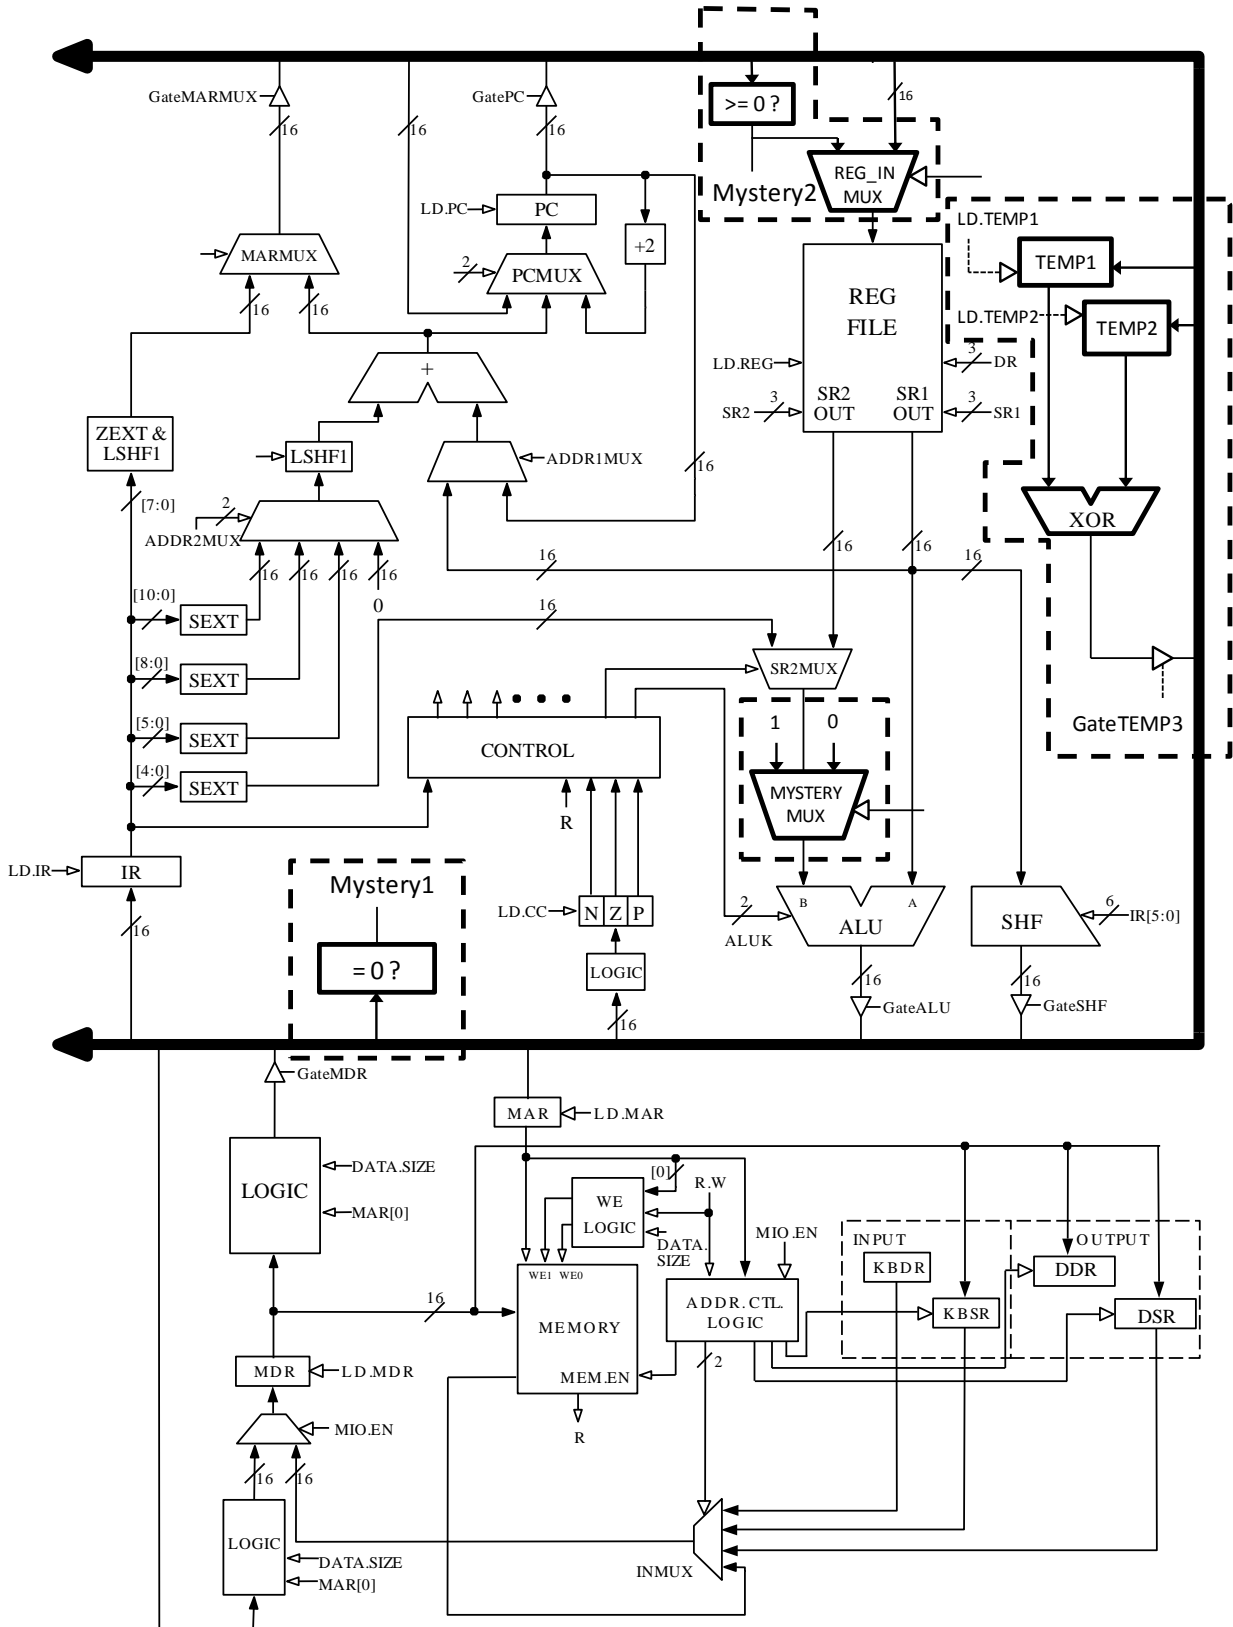 GateMARMUX
GatePC
16
16
16
16
>= 0 ?
Mystery2
REG_IN
MUX
LD.PC
PC
+2
MARMUX
2
PCMUX
16
16
LD.TEMP1
TEMP1
LD.TEMP2
TEMP2
REG
FILE
LD.REG
3
DR
SR2
OUT
SR1
OUT
SR2
3
3
SR1
+
ZEXT &
LSHF1
LSHF1
ADDR1MUX
16
[7:0]
2
ADDR2MUX
XOR
16
16
16
16
16
16
16
16
0
[10:0]
SEXT
16
[8:0]
SEXT
SR2MUX
[5:0]
SEXT
[4:0]
SEXT
CONTROL
1
0
GateTEMP3
MYSTERY
MUX
R
LD.IR
IR
Mystery1
LD.CC
N
Z
P
2
ALUK
B
A
ALU
SHF
6
IR[5:0]
16
= 0 ?
LOGIC
16
16
GateALU
GateSHF
16
GateMDR
MAR
LD.MAR
LOGIC
DATA.SIZE
MAR[0]
[0]
R.W
WE
LOGIC
DATA.
SIZE
MIO.EN
INPUT
OUTPUT
KBDR
DDR
WE1 WE0
ADDR.CTL.
LOGIC
KBSR
DSR
16
MEMORY
MEM.EN
2
MDR
LD.MDR
R
MIO.EN
16
16
LOGIC
DATA.SIZE
MAR[0]
INMUX